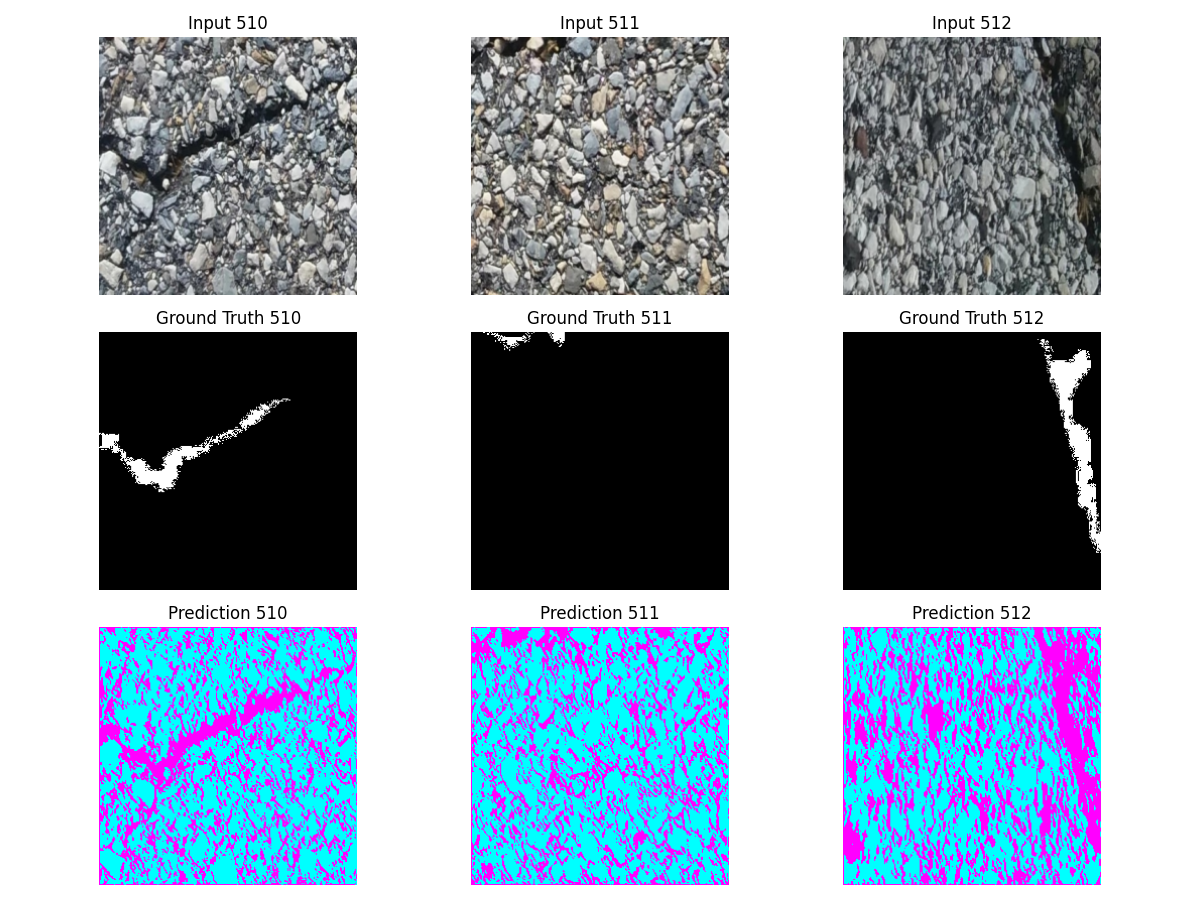 Input 510
Input 511
Input 512
Ground Truth 510
Ground Truth 511
Ground Truth 512
Prediction 510
Prediction 511
Prediction 512